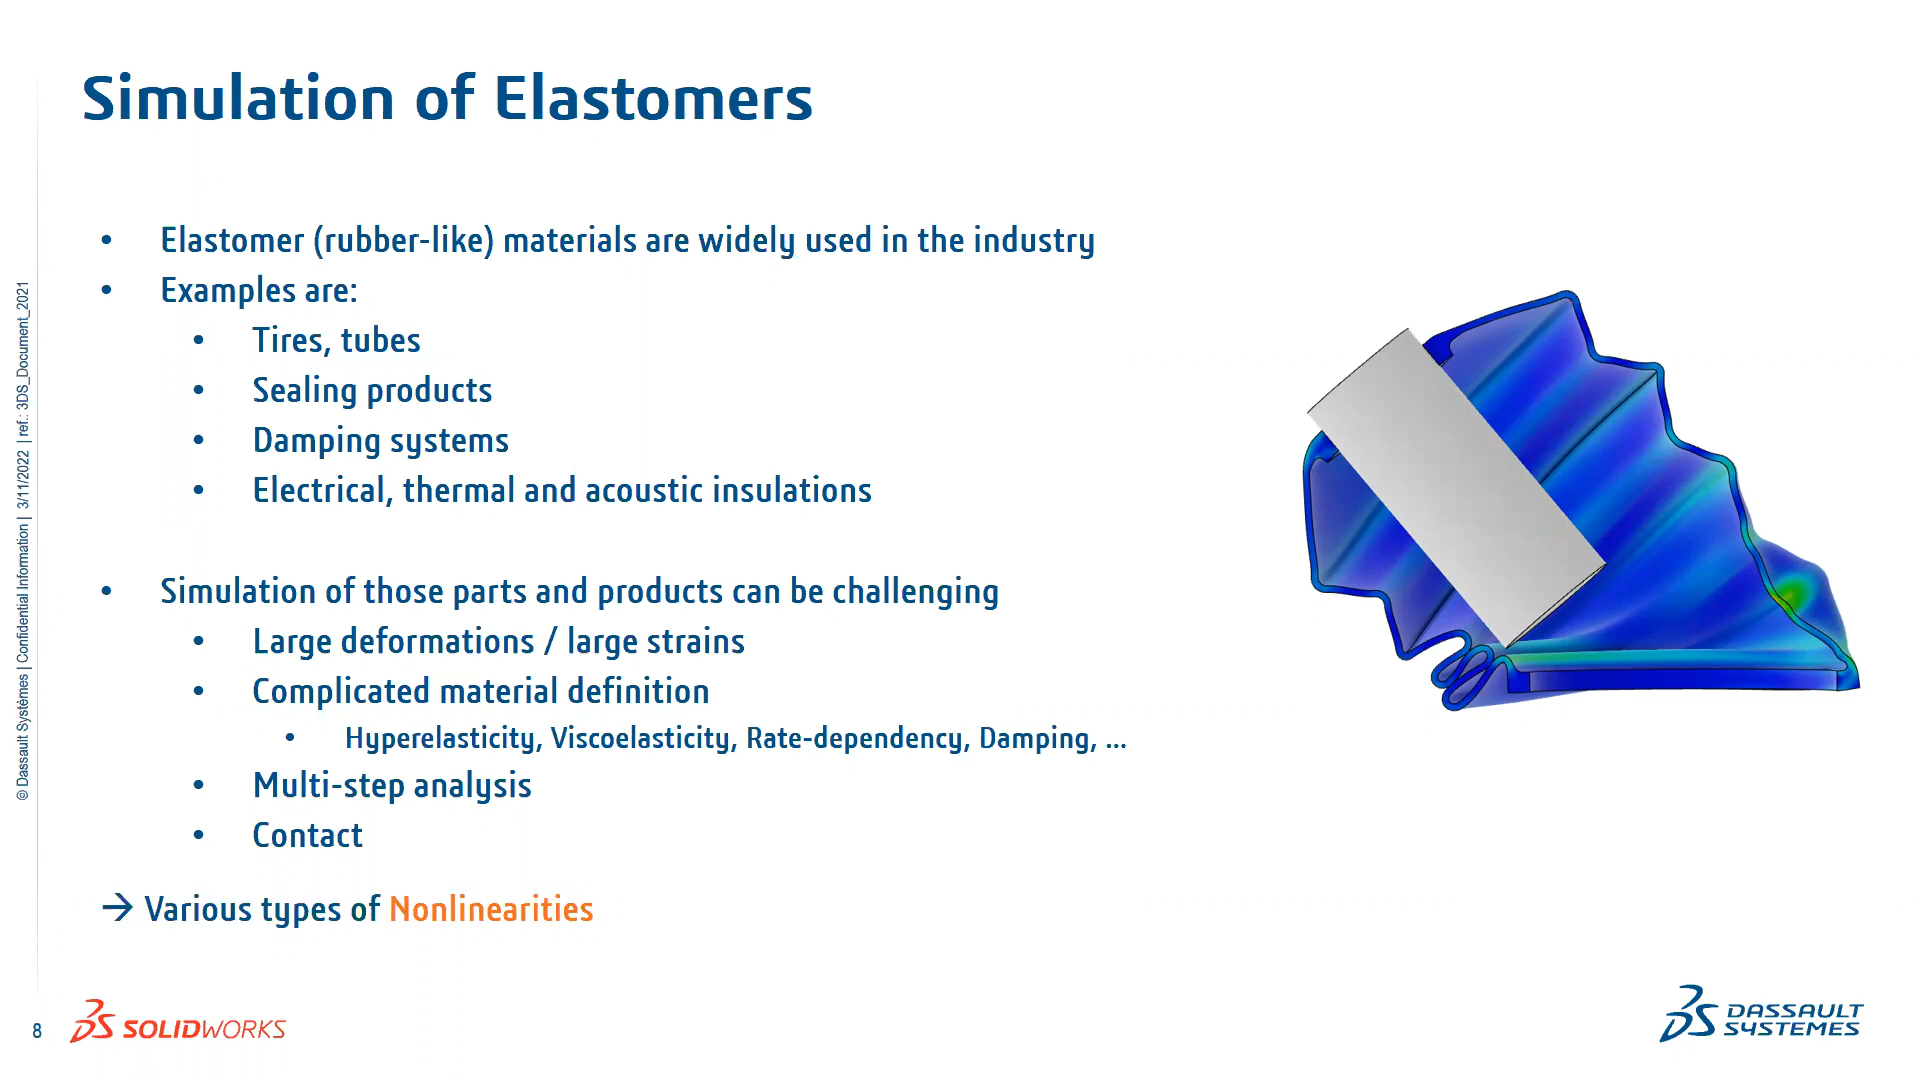 Simulation of Elastomers
• Elastomer (rubber-like) materials are widely used in the industry
• Examples are:
• Tires, tubes
• Sealing products
• Damping systems
• Electrical, thermal and acoustic insulations
• Simulation of those parts and products can be challenging
• Large deformations / large strains
• Complicated material definition
• Hyperelasticity, Viscoelasticity, Rate-dependency, Damping, ...
• Multi-step analysis
• Contact
→ Various types of Nonlinearities
© Dassault Systèmes | Confidential Information | 3/11/2022 | ref.: 3DS_Document_2021
8
3DS SOLIDWORKS
3DS DASSAULT
SYSTEMES